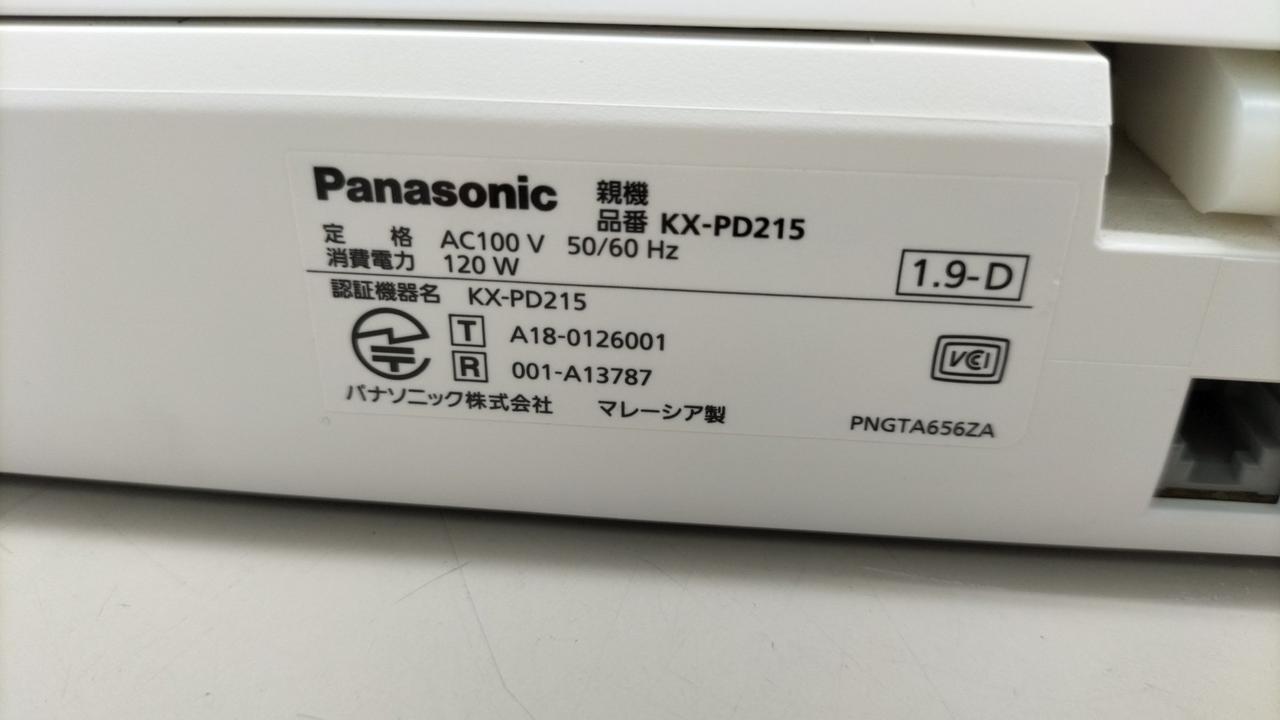 Panasonic 親機
品番 KX-PD215
定 格 AC100 V 50/60 Hz
消費電力 120 W
1.9-D
認証機器名 KX-PD215
T A18-0126001
R 001-A13787
VCCI
パナソニック株式会社 マレーシア製
PNGTA656ZA